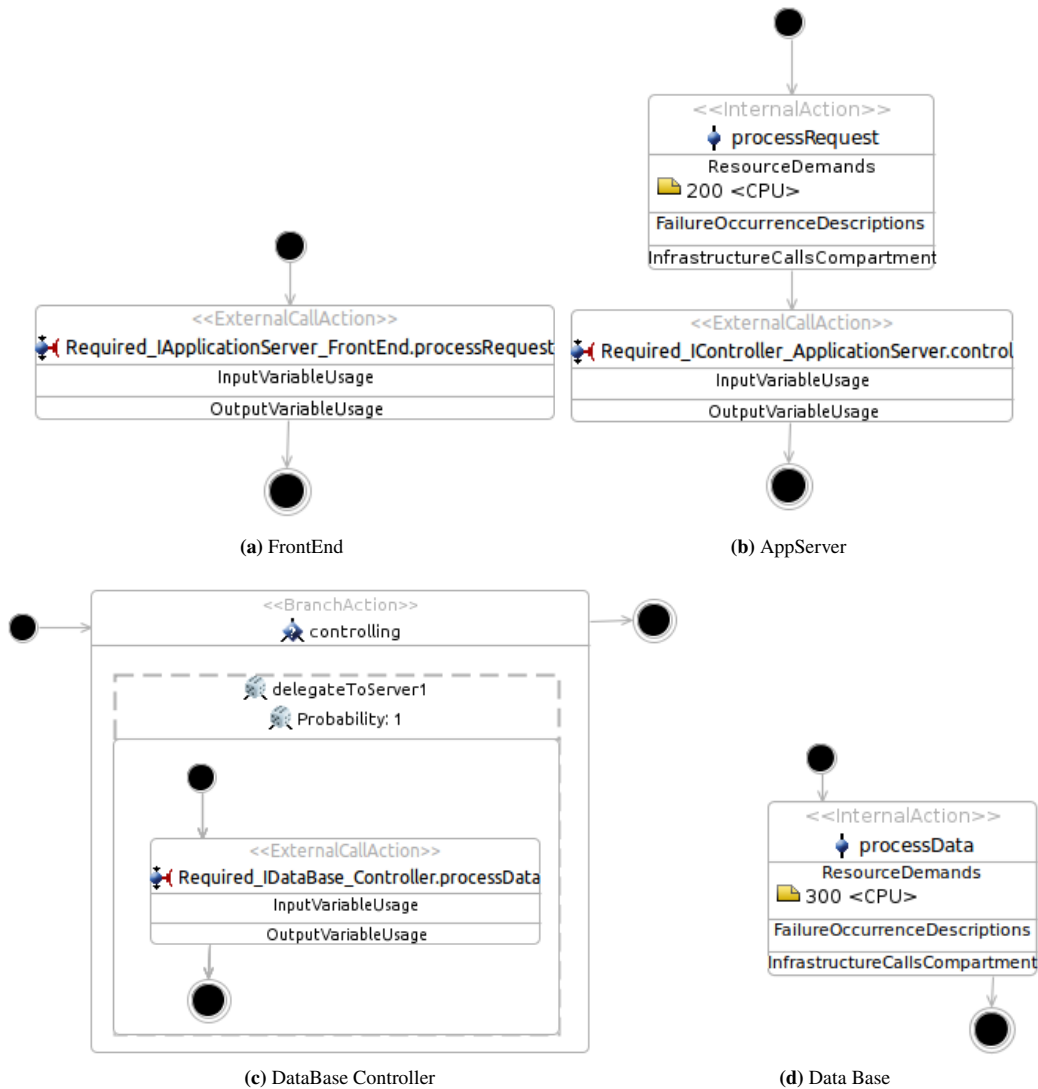 <<ExternalCallAction>>
Required_IApplicationServer_FrontEnd.processRequest
InputVariableUsage
OutputVariableUsage
(a) FrontEnd
<<InternalAction>>
processRequest
ResourceDemands
200 <CPU>
FailureOccurrenceDescriptions
InfrastructureCallsCompartment
<<ExternalCallAction>>
Required_IController_ApplicationServer.control
InputVariableUsage
OutputVariableUsage
(b) AppServer
<<BranchAction>>
controlling
delegateToServer1
Probability: 1
<<ExternalCallAction>>
Required_IDataBase_Controller.processData
InputVariableUsage
OutputVariableUsage
(c) DataBase Controller
<<InternalAction>>
processData
ResourceDemands
300 <CPU>
FailureOccurrenceDescriptions
InfrastructureCallsCompartment
(d) Data Base